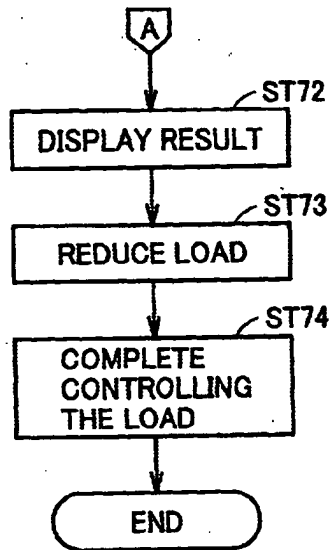 A
ST72
DISPLAY RESULT
ST73
REDUCE LOAD
ST74
COMPLETE
CONTROLLING
THE LOAD
END